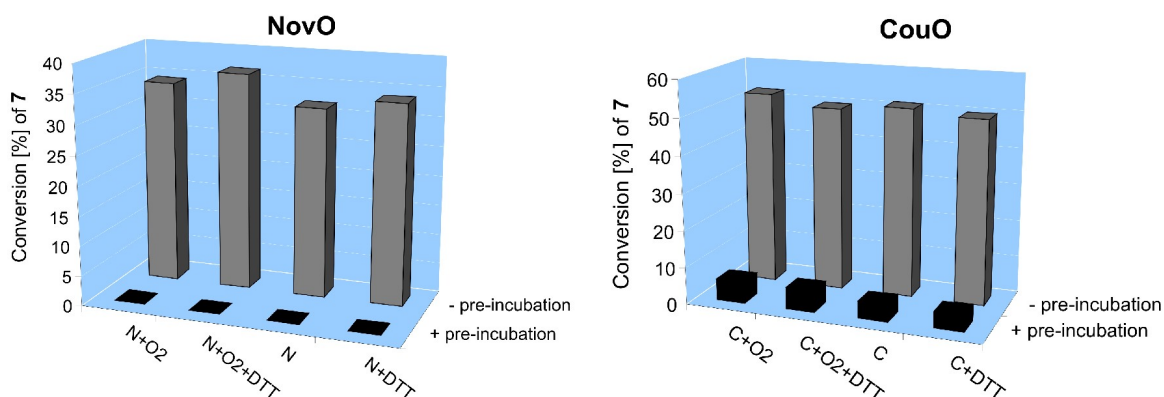 NovO
Conversion [%] of 7
40
35
30
25
20
15
10
5
0
N+O2
N+O2+DTT
N
N+DTT
- pre-incubation
+ pre-incubation
CouO
Conversion [%] of 7
60
50
40
30
20
10
0
C+O2
C+O2+DTT
C
C+DTT
- pre-incubation
+ pre-incubation